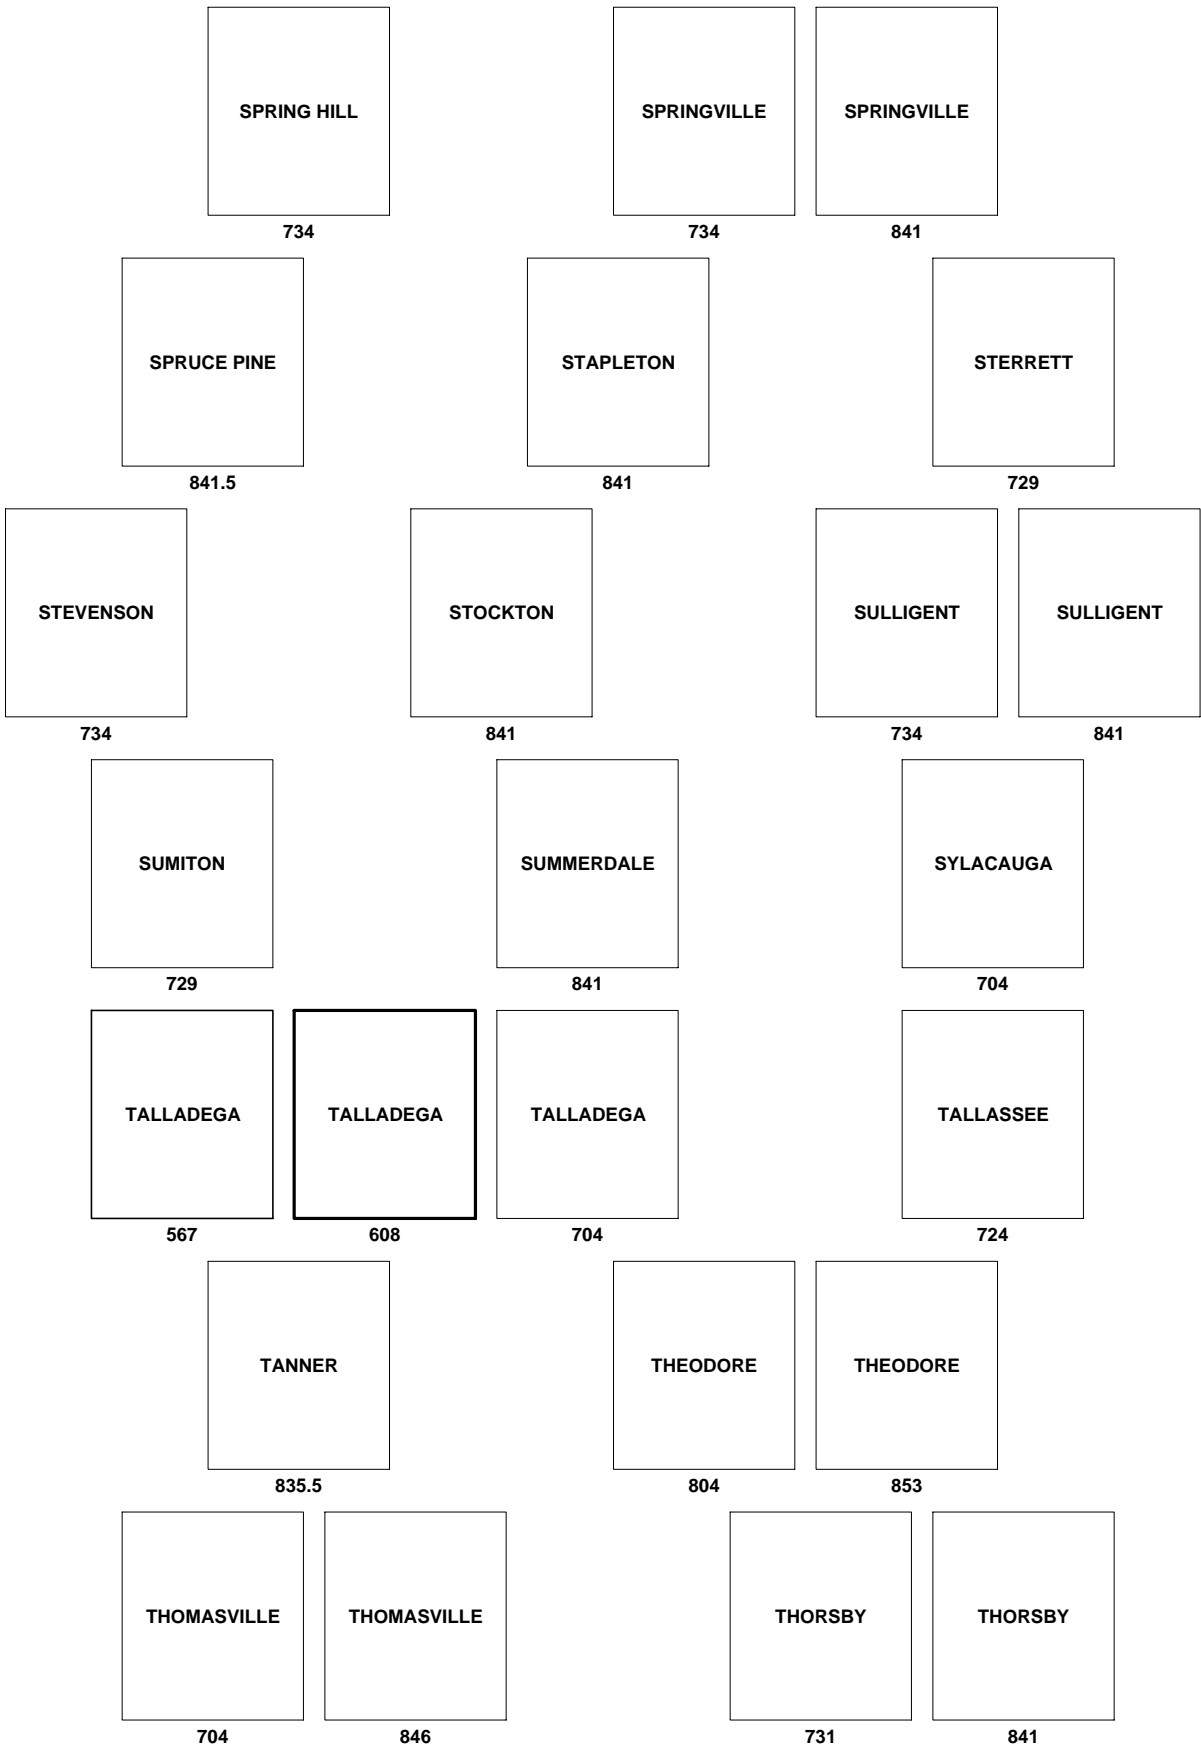 SPRING HILL SPRINGVILLE SPRINGVILLE
734 734 841
SPRUCE PINE STAPLETON STERRETT
841.5 841 729
STEVENSON STOCKTON SULLIGENT SULLIGENT
734 841 734 841
SUMITON SUMMERDALE SYLACAUGA
729 841 704
TALLADEGA TALLADEGA TALLADEGA TALLASSEE
567 608 704 724
TANNER THEODORE THEODORE
835.5 804 853
THOMASVILLE THOMASVILLE THORSBY THORSBY
704 846 731 841